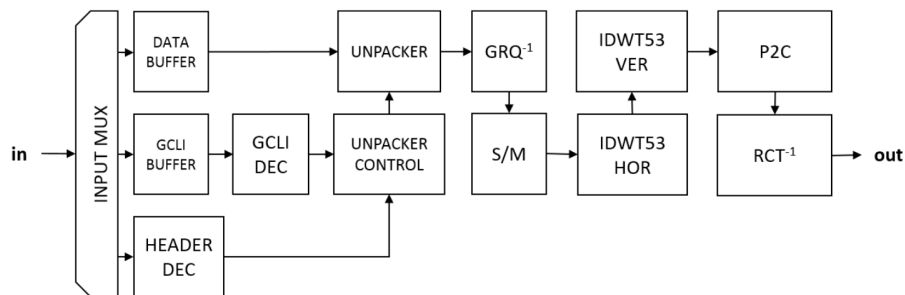 in
INPUT MUX
DATA
BUFFER
UNPACKER
GRQ⁻¹
IDWT53
VER
P2C
GCLI
BUFFER
GCLI
DEC
UNPACKER
CONTROL
S/M
IDWT53
HOR
RCT⁻¹
out
HEADER
DEC